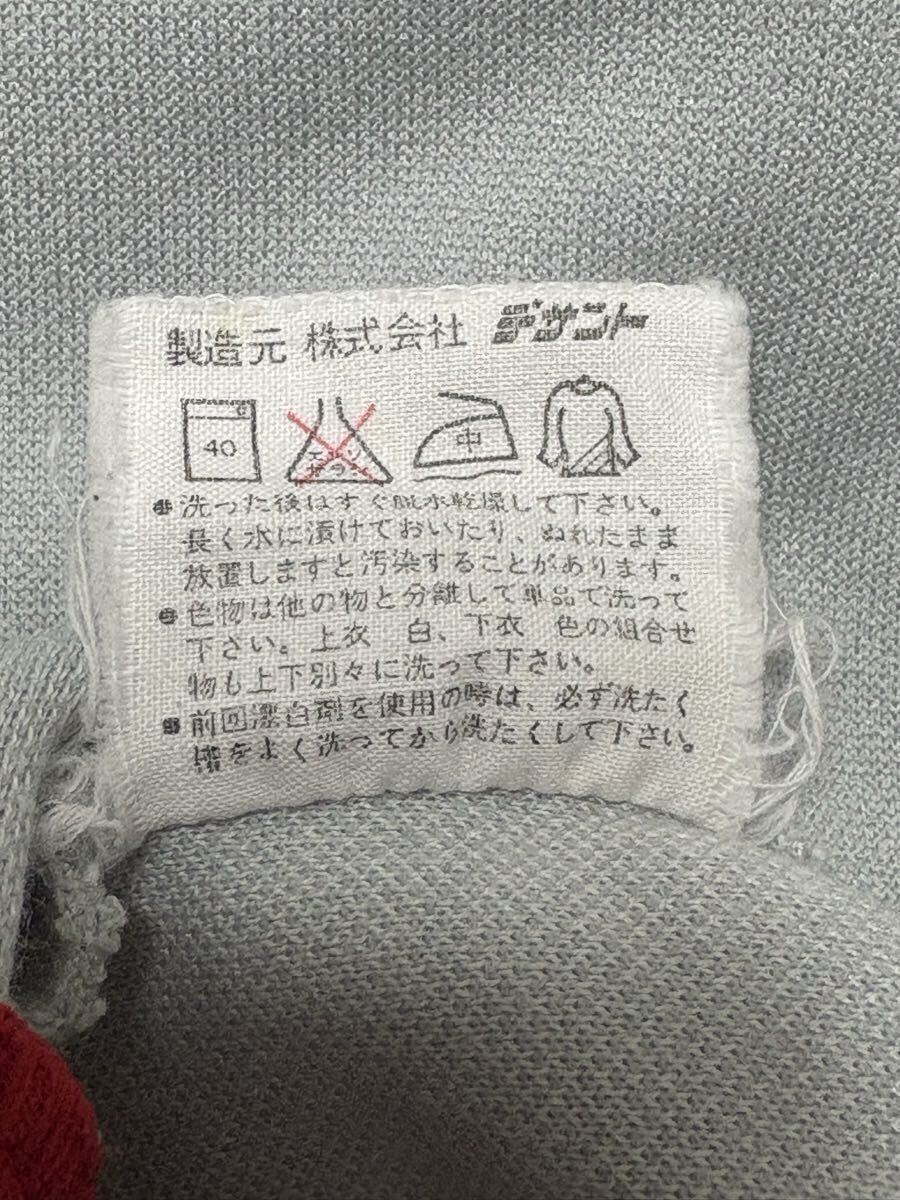 製造元 株式会社 デサント
40 中
洗った後はすぐ脱水乾燥して下さい。
長く水に漬けておいたり、ぬれたまま
放置しますと汚染することがあります。
色物は他の物と分離して単品で洗って
下さい。上衣 白、下衣 色の組合せ
物も上下別々に洗って下さい。
前回漂白剤を使用の時は、必ず洗たく
槽をよく洗ってから洗たくして下さい。